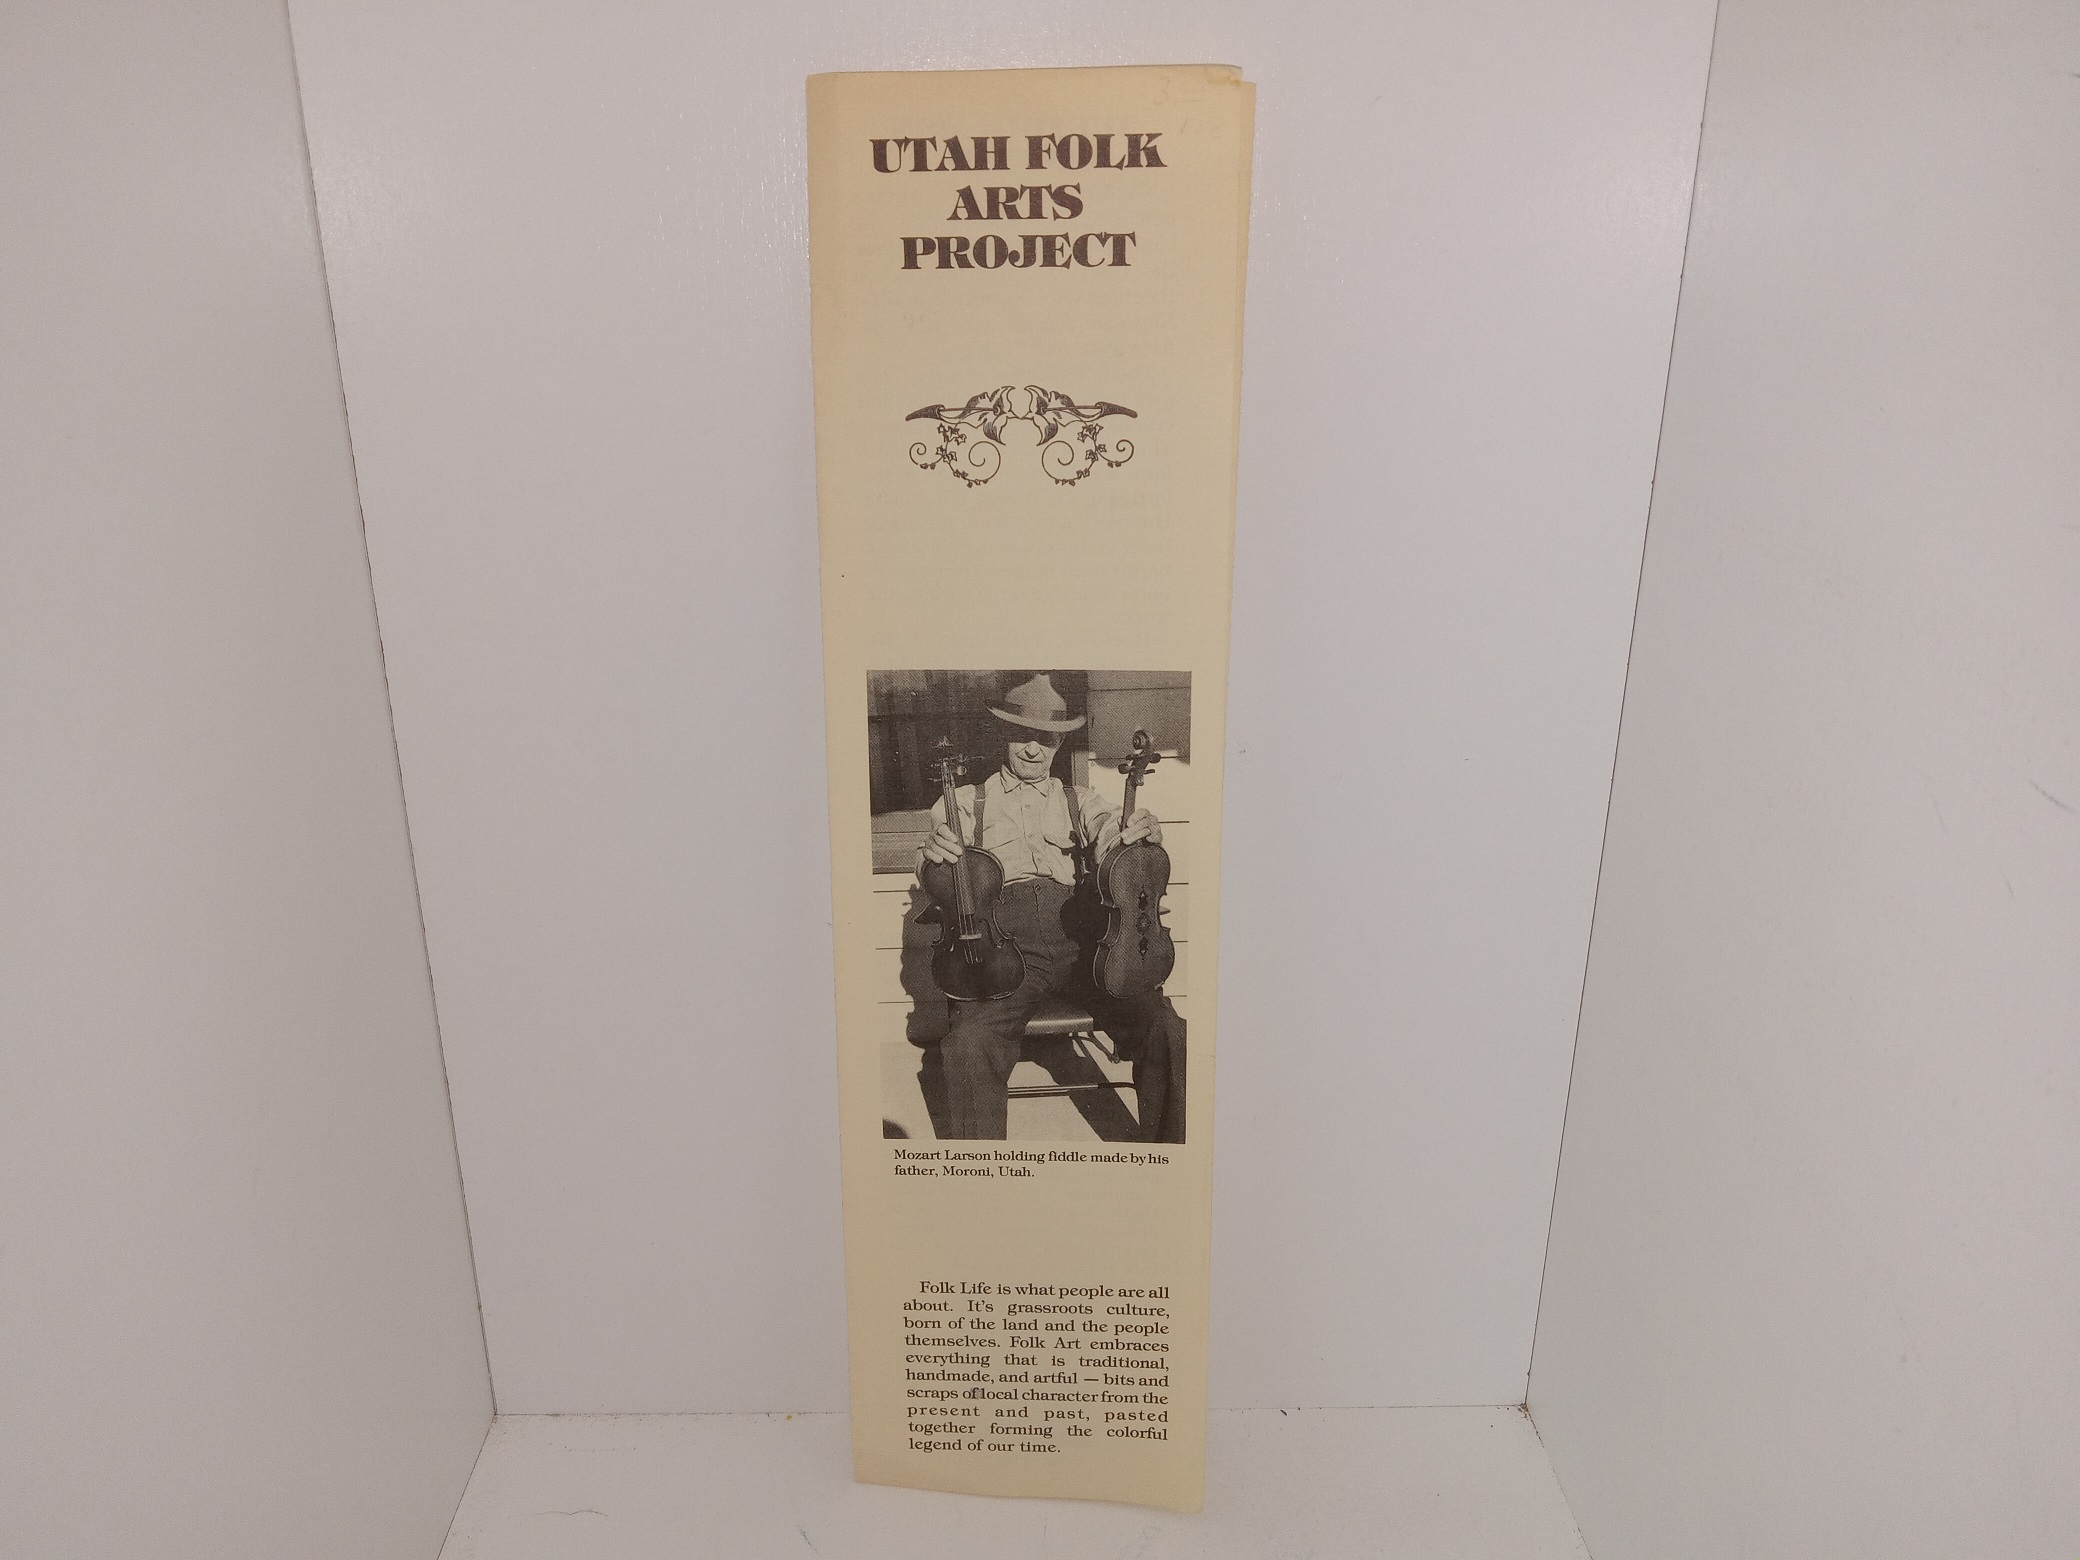 UTAH FOLK
ARTS
PROJECT
Mozart Larson holding fiddle made by his
father, Moroni, Utah.
Folk Life is what people are all
about. It's grassroots culture,
born of the land and the people
themselves. Folk Art embraces
everything that is traditional,
handmade, and artful — bits and
scraps of local character from the
present and past, pasted
together forming the colorful
legend of our time.